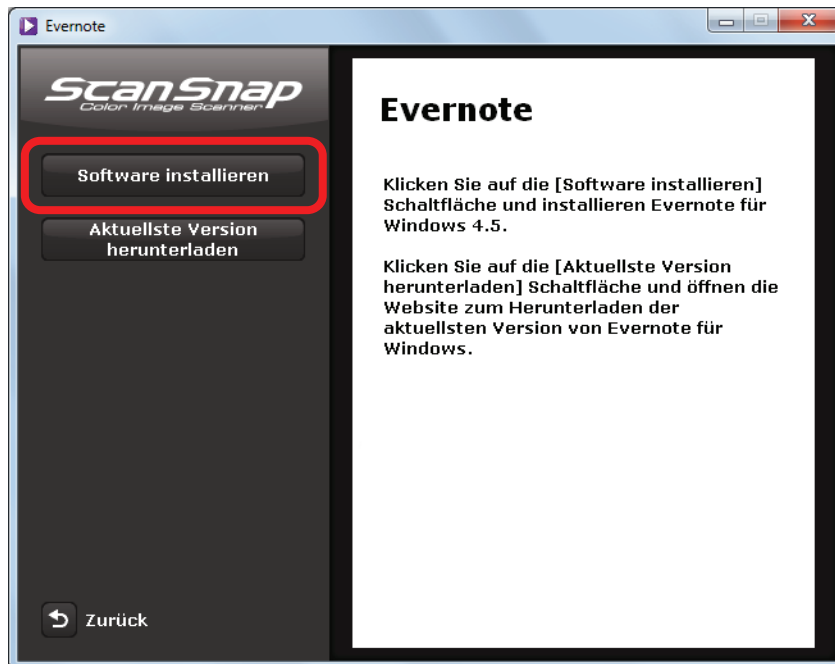 Evernote
ScanSnap
Color Image Scanner
Software installieren
Aktuellste Version
herunterladen
Zurück
Evernote
Klicken Sie auf die [Software installieren]
Schaltfläche und installieren Evernote für
Windows 4.5.
Klicken Sie auf die [Aktuellste Version
herunterladen] Schaltfläche und öffnen die
Website zum Herunterladen der
aktuellsten Version von Evernote für
Windows.